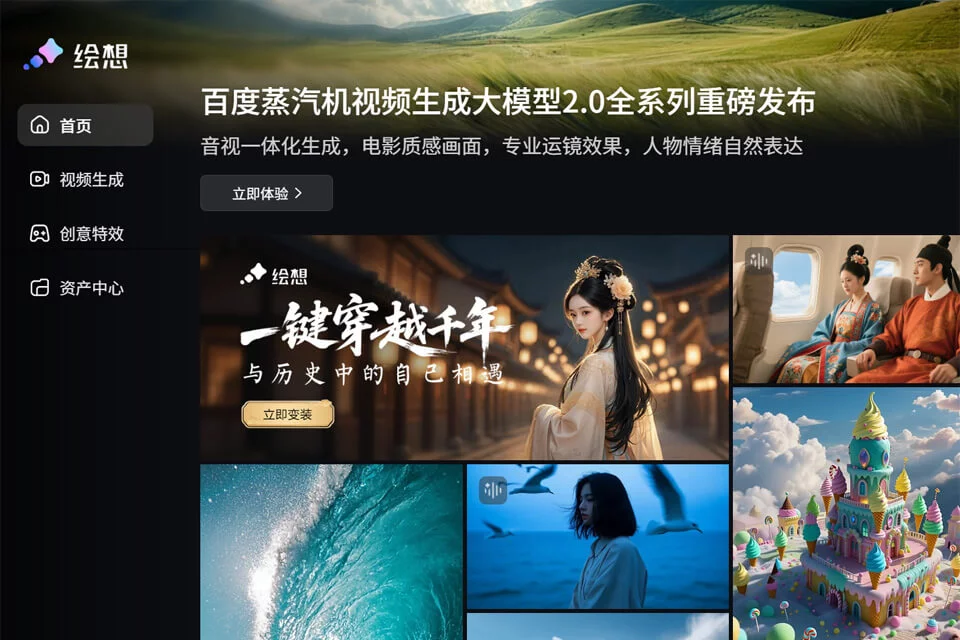 绘想
首页
视频生成
创意特效
资产中心
百度蒸汽机视频生成大模型2.0全系列重磅发布
音视一体化生成，电影质感画面，专业运镜效果，人物情绪自然表达
立即体验 >
绘想
一键穿越千年
与历史中的自己相遇
立即变装